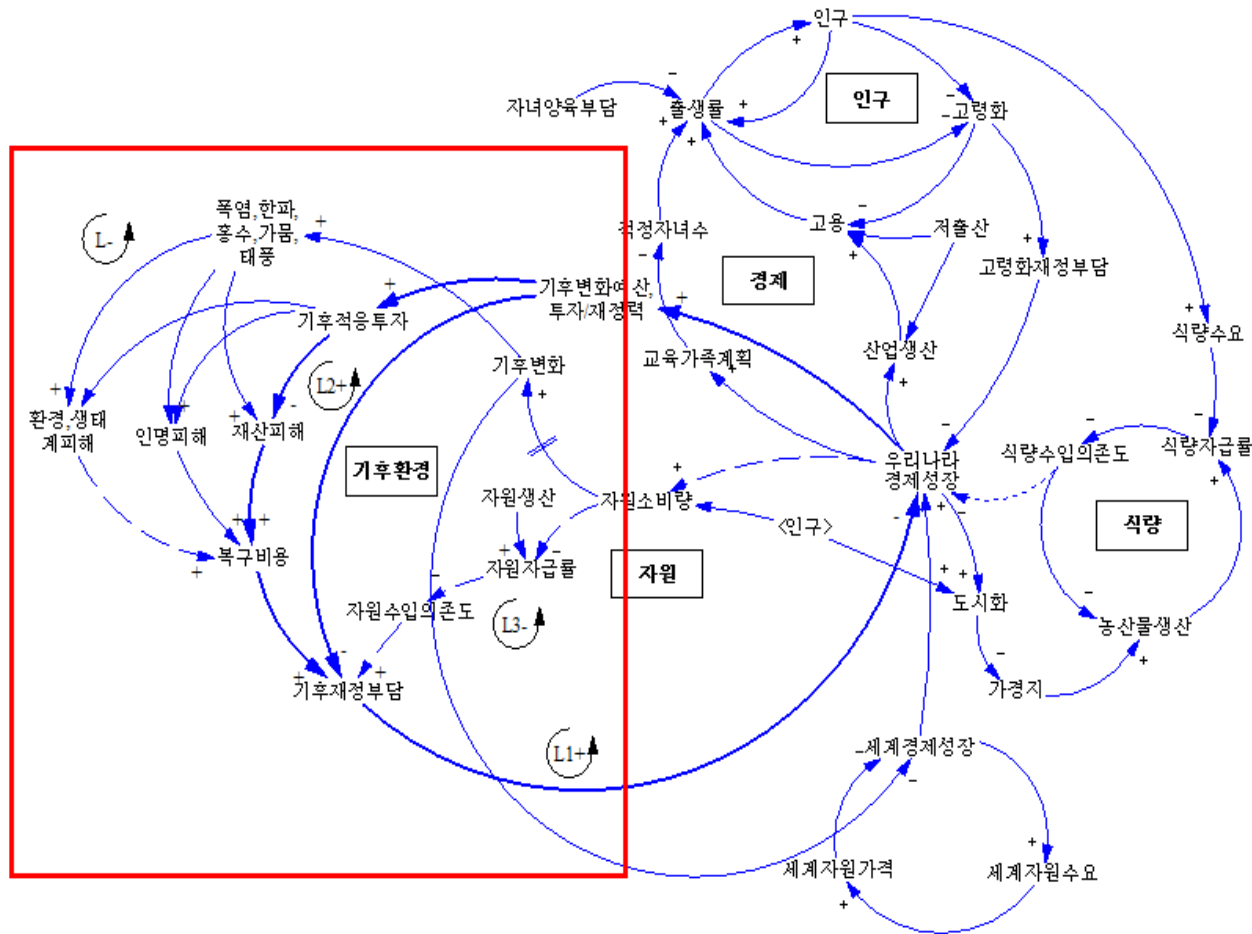 인구
인구
자녀양육부담
출생률
고령화
폭염,한파,
홍수,가뭄,
태풍
L-
적정자녀수
고용
저출산
고령화재정부담
경제
기후변화예산,
투자/재정력
기후적응투자
식량수요
산업생산
교육가족계획
기후변화
L2+
환경,생태
계피해
인명피해
재산피해
기후환경
우리나라
경제성장
식량수입의존도
식량자급률
자원생산
자원소비량
<인구>
식량
복구비용
자원자급률
자원
도시화
자원수입의존도
L3-
농산물생산
기후재정부담
가경지
L1+
세계경제성장
세계자원가격
세계자원수요